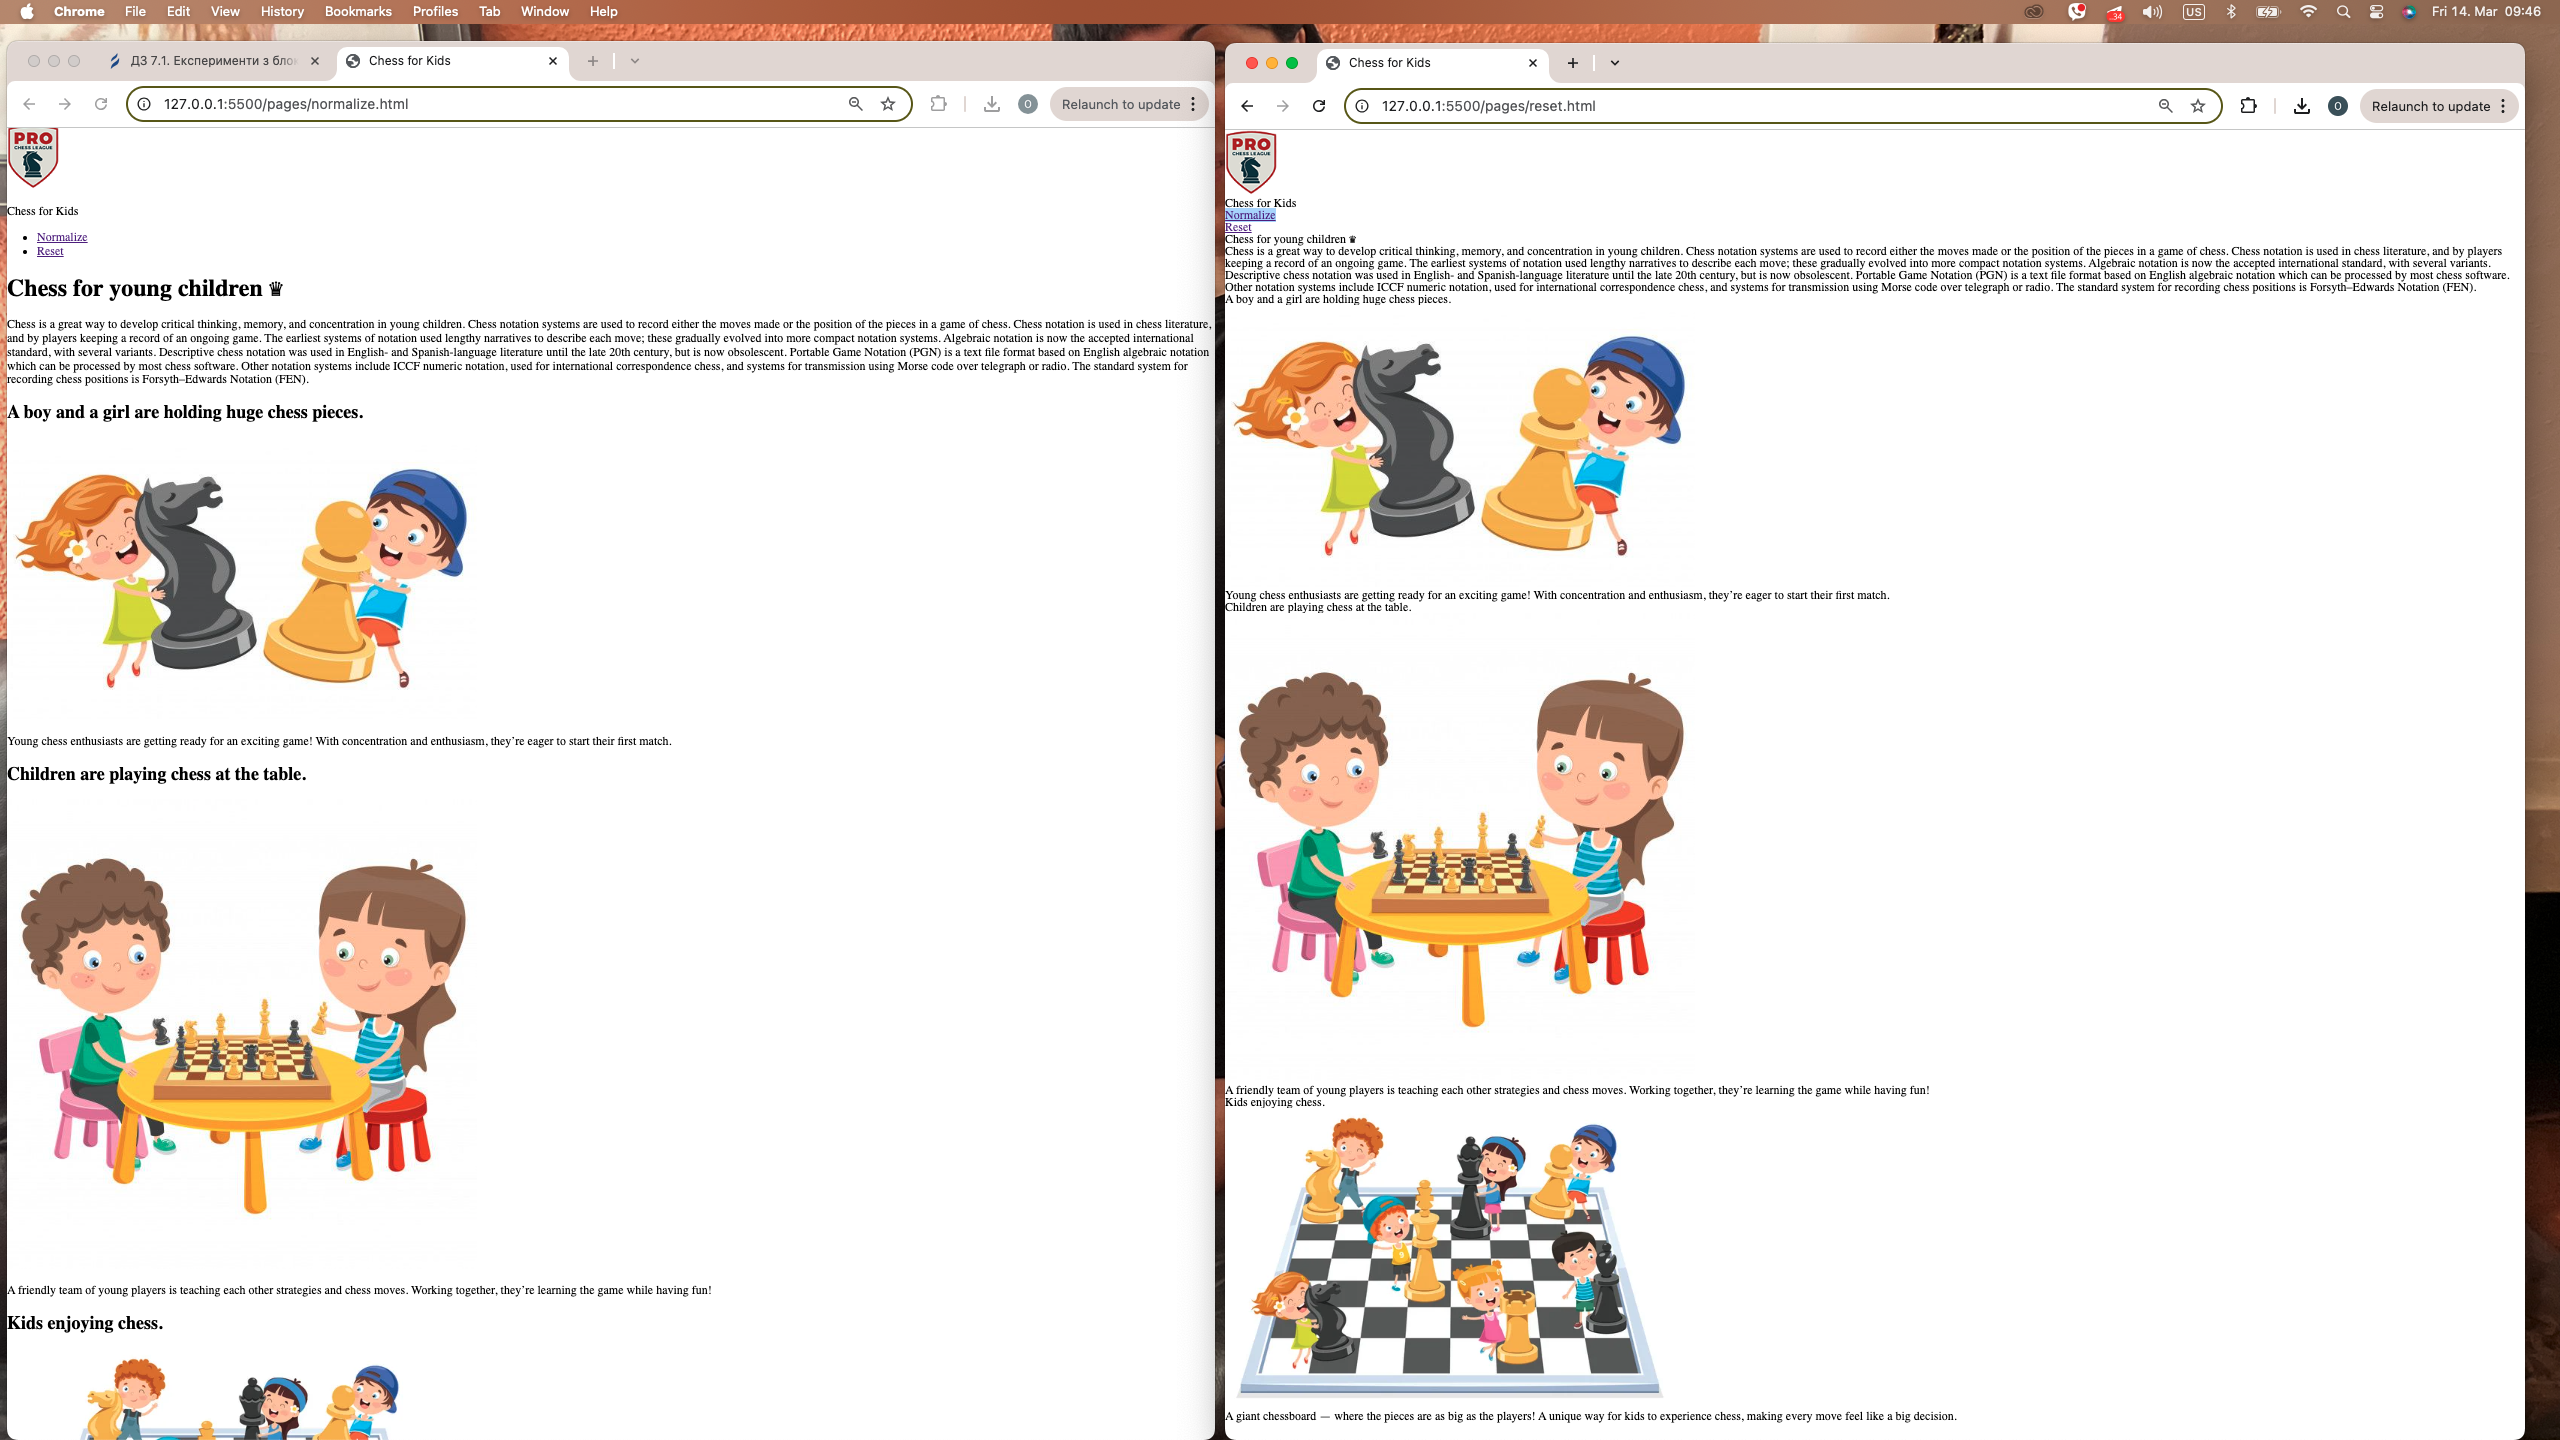 Chrome File Edit View History Bookmarks Profiles Tab Window Help
34 US Fri 14. Mar 09:46
ДЗ 7.1. Експерименти з бло
Chess for Kids
127.0.0.1:5500/pages/normalize.html
O
Relaunch to update
PRO
CHESS LEAGUE
Chess for Kids
Normalize
Reset
Chess for young children ♛
Chess is a great way to develop critical thinking, memory, and concentration in young children. Chess notation systems are used to record either the moves made or the position of the pieces in a game of chess. Chess notation is used in chess literature,
and by players keeping a record of an ongoing game. The earliest systems of notation used lengthy narratives to describe each move; these gradually evolved into more compact notation systems. Algebraic notation is now the accepted international
standard, with several variants. Descriptive chess notation was used in English- and Spanish-language literature until the late 20th century, but is now obsolescent. Portable Game Notation (PGN) is a text file format based on English algebraic notation
which can be processed by most chess software. Other notation systems include ICCF numeric notation, used for international correspondence chess, and systems for transmission using Morse code over telegraph or radio. The standard system for
recording chess positions is Forsyth–Edwards Notation (FEN).
A boy and a girl are holding huge chess pieces.
Young chess enthusiasts are getting ready for an exciting game! With concentration and enthusiasm, they’re eager to start their first match.
Children are playing chess at the table.
A friendly team of young players is teaching each other strategies and chess moves. Working together, they’re learning the game while having fun!
Kids enjoying chess.
Chess for Kids
127.0.0.1:5500/pages/reset.html
O
Relaunch to update
PRO
CHESS LEAGUE
Chess for Kids
Normalize
Reset
Chess for young children ♛
Chess is a great way to develop critical thinking, memory, and concentration in young children. Chess notation systems are used to record either the moves made or the position of the pieces in a game of chess. Chess notation is used in chess literature, and by players
keeping a record of an ongoing game. The earliest systems of notation used lengthy narratives to describe each move; these gradually evolved into more compact notation systems. Algebraic notation is now the accepted international standard, with several variants.
Descriptive chess notation was used in English- and Spanish-language literature until the late 20th century, but is now obsolescent. Portable Game Notation (PGN) is a text file format based on English algebraic notation which can be processed by most chess software.
Other notation systems include ICCF numeric notation, used for international correspondence chess, and systems for transmission using Morse code over telegraph or radio. The standard system for recording chess positions is Forsyth–Edwards Notation (FEN).
A boy and a girl are holding huge chess pieces.
Young chess enthusiasts are getting ready for an exciting game! With concentration and enthusiasm, they’re eager to start their first match.
Children are playing chess at the table.
A friendly team of young players is teaching each other strategies and chess moves. Working together, they’re learning the game while having fun!
Kids enjoying chess.
A giant chessboard — where the pieces are as big as the players! A unique way for kids to experience chess, making every move feel like a big decision.